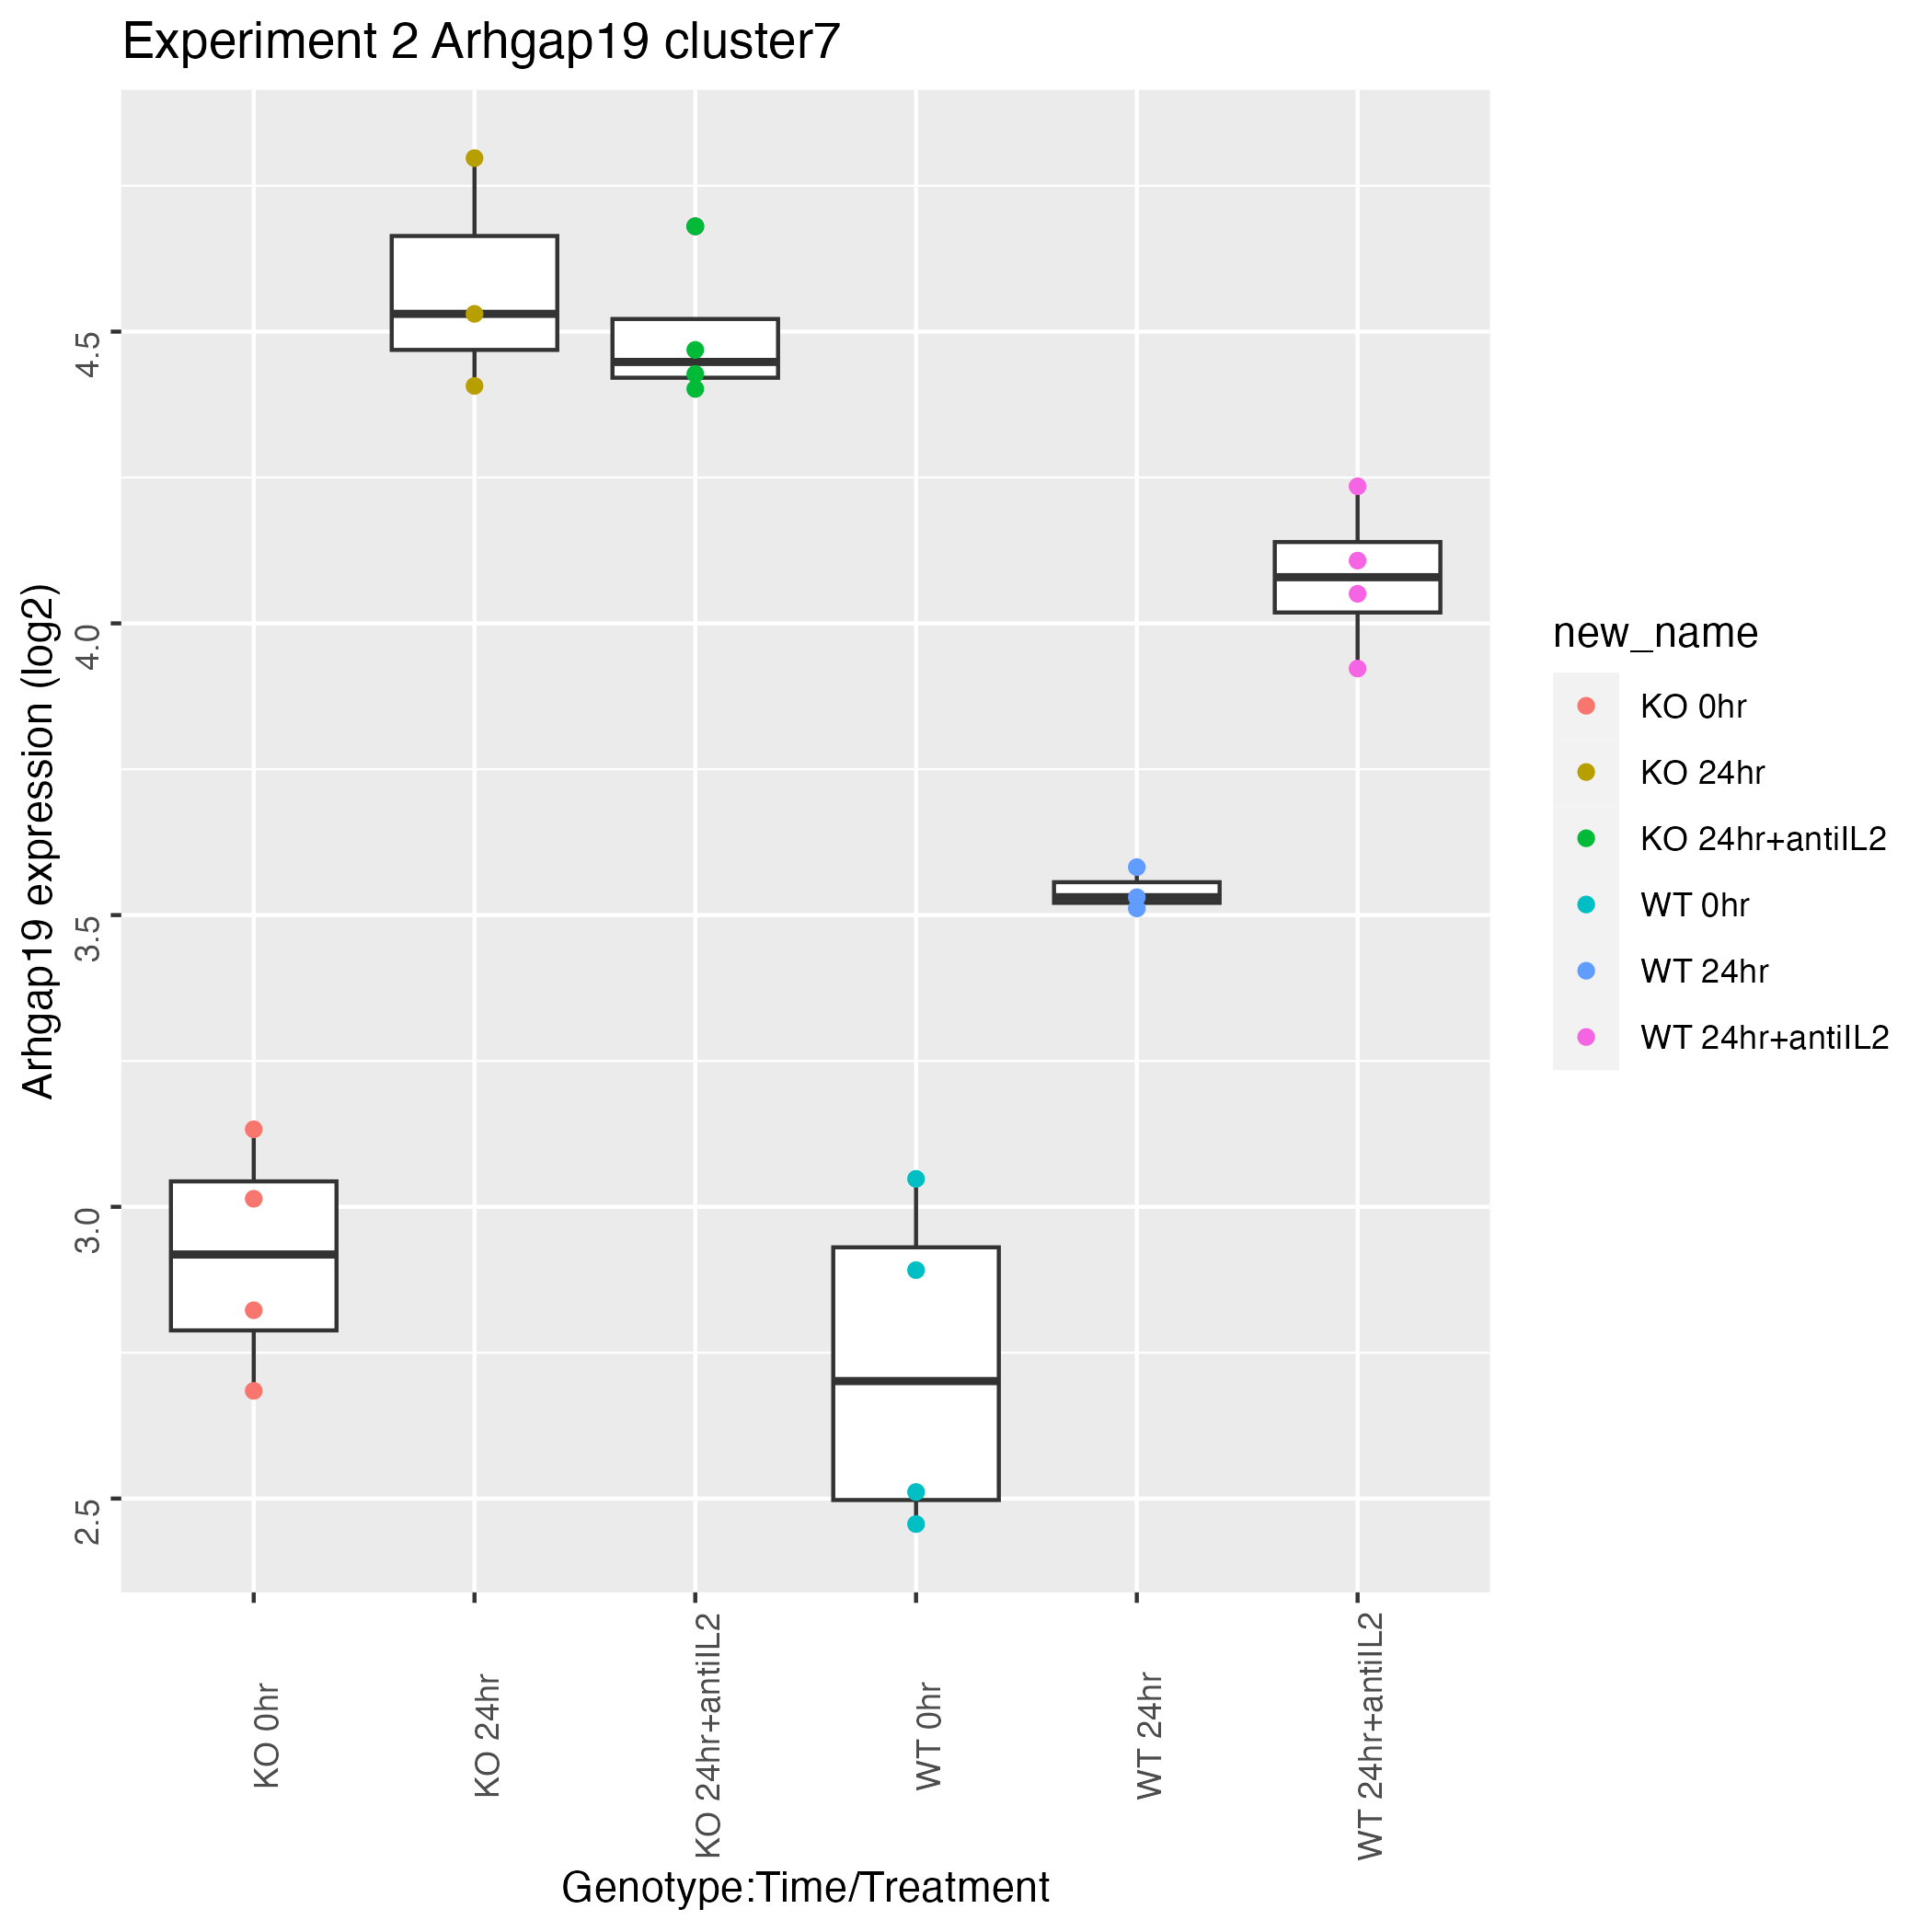 Experiment 2 Arhgap19 cluster7
Arhgap19 expression (log2)
4.5
4.0
3.5
3.0
2.5
KO 0hr
KO 24hr
KO 24hr+antiIL2
WT 0hr
WT 24hr
WT 24hr+antiIL2
Genotype:Time/Treatment
new_name
KO 0hr
KO 24hr
KO 24hr+antiIL2
WT 0hr
WT 24hr
WT 24hr+antiIL2